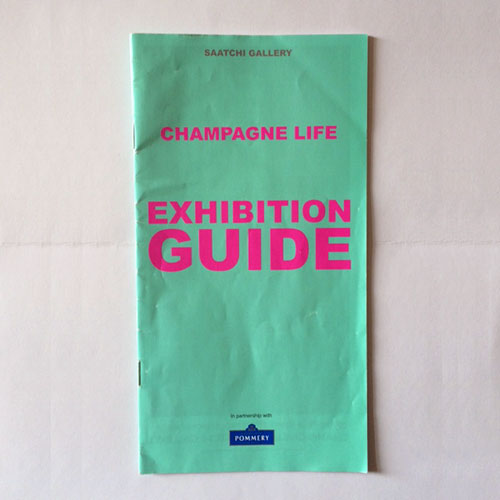 SAATCHI GALLERY
CHAMPAGNE LIFE
EXHIBITION
GUIDE
In partnership with
POMMERY